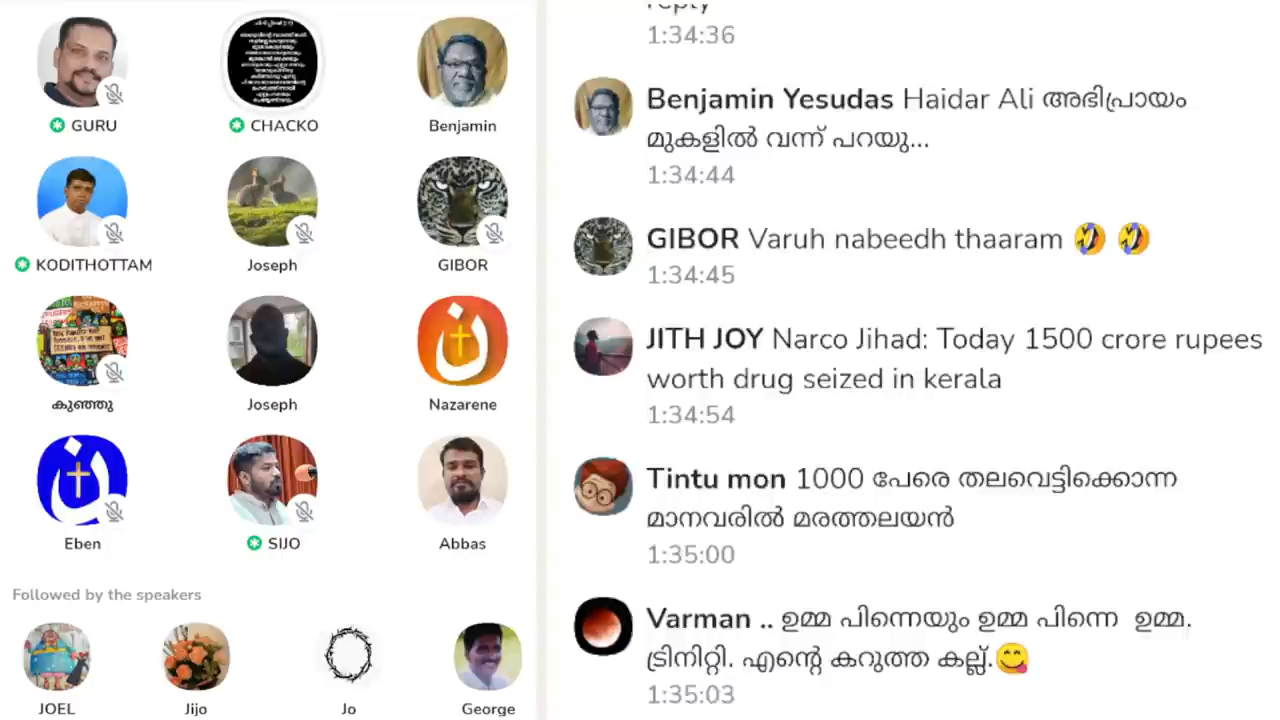 GURU
CHACKO
Benjamin
KODITHOTTAM
Joseph
GIBOR
കുഞ്ഞു
Joseph
Nazarene
Eben
SIJO
Abbas
Followed by the speakers
JOEL
Jijo
Jo
George
reply
1:34:36
Benjamin Yesudas Haidar Ali അഭിപ്രായം
മുകളിൽ വന്ന് പറയു...
1:34:44
GIBOR Varuh nabeedh thaaram 🤣 🤣
1:34:45
JITH JOY Narco Jihad: Today 1500 crore rupees
worth drug seized in kerala
1:34:54
Tintu mon 1000 പേരെ തലവെട്ടിക്കൊന്ന
മാനവരിൽ മരത്തലയൻ
1:35:00
Varman .. ഉമ്മ പിന്നെയും ഉമ്മ പിന്നെ ഉമ്മ.
ട്രിനിറ്റി. എന്റെ കറുത്ത കല്ല്.😋
1:35:03